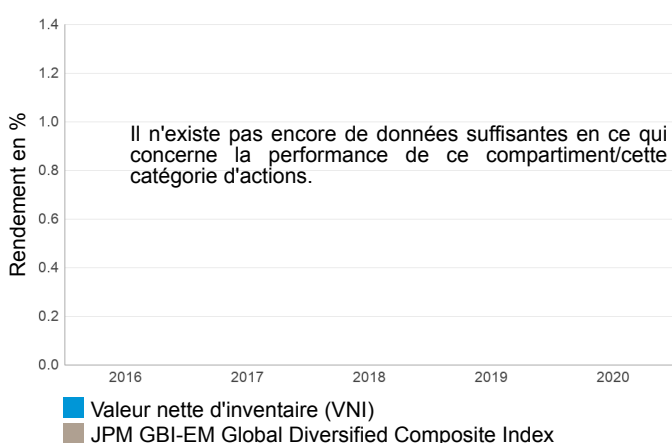 1.4
1.2
1.0
0.8
0.6
0.4
0.2
0.0
Rendement en %
Il n'existe pas encore de données suffisantes en ce qui
concerne la performance de ce compartiment/cette
catégorie d'actions.
2016 2017 2018 2019 2020
Valeur nette d'inventaire (VNI)
JPM GBI-EM Global Diversified Composite Index